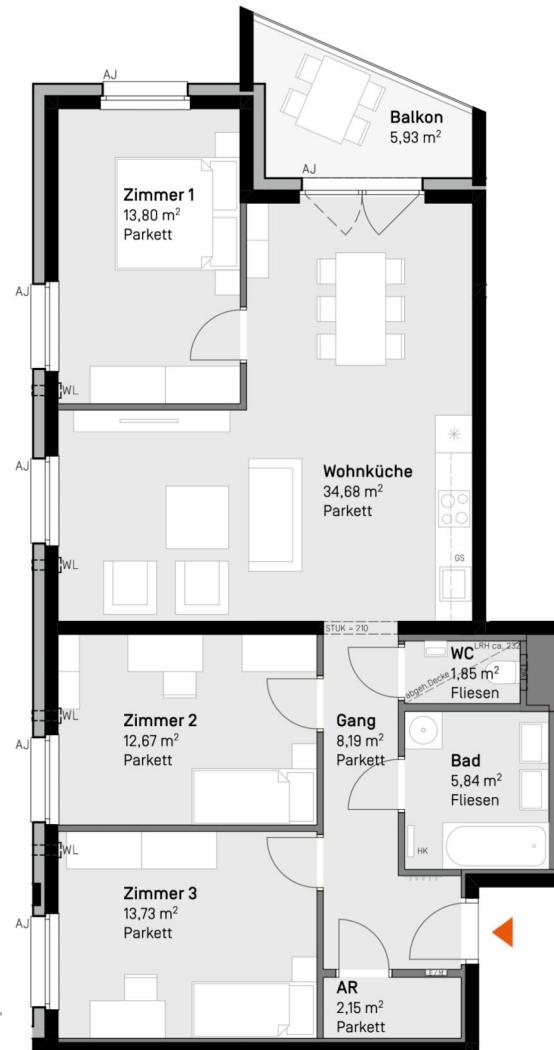 AJ
Balkon
5,93 m²
AJ
Zimmer 1
13,80 m²
Parkett
AJ
WL
AJ
Wohnküche
34,68 m²
Parkett
GS
WL
STUK = 210
LRH ca. 232
WC
1,85 m²
Fliesen
abgeh.Decke
WL
Zimmer 2
12,67 m²
Parkett
Gang
8,19 m²
Parkett
WL
AJ
Bad
5,84 m²
Fliesen
HK
WL
Zimmer 3
13,73 m²
Parkett
AJ
E/M
AR
2,15 m²
Parkett